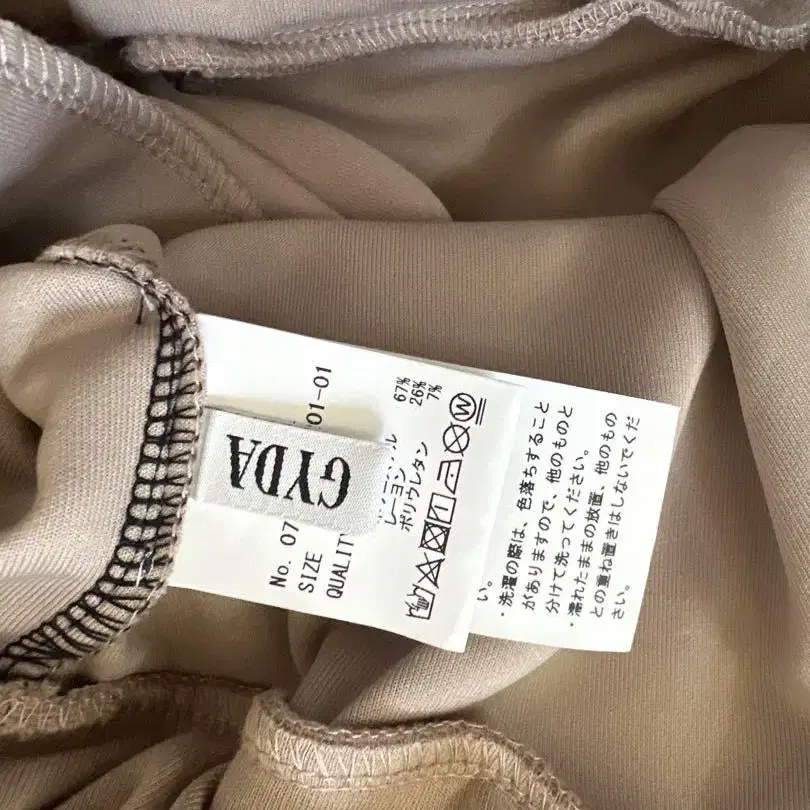 GYDA
No. 07
01-01
SIZE
QUALITY
67%
レーヨン 26%
ポリウレタン 7%
W
い。
・洗濯の際は、色落ちすること
がありますので、他のものと
分けて洗ってください。
・濡れたままの放置、他のもの
との重ね置きはしないでくだ
さい。